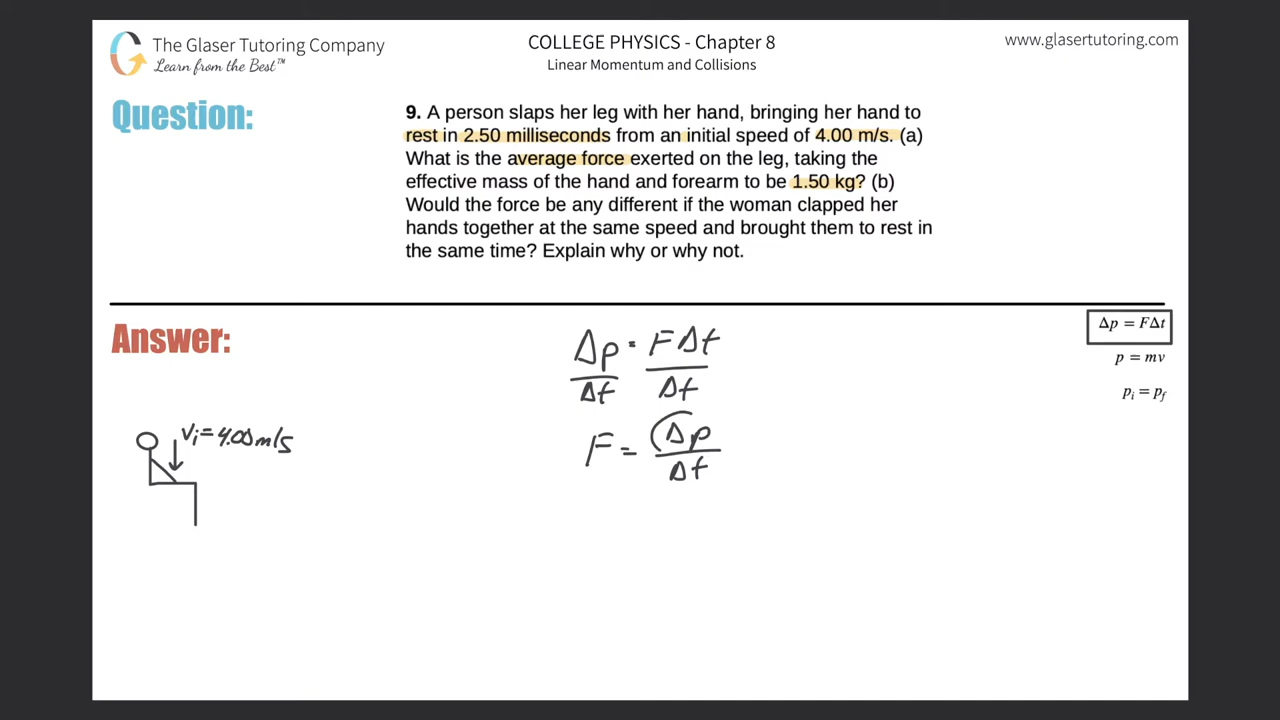 The Glaser Tutoring Company
Learn from the Best™
COLLEGE PHYSICS - Chapter 8
Linear Momentum and Collisions
www.glasertutoring.com
Question:
9. A person slaps her leg with her hand, bringing her hand to
rest in 2.50 milliseconds from an initial speed of 4.00 m/s. (a)
What is the average force exerted on the leg, taking the
effective mass of the hand and forearm to be 1.50 kg? (b)
Would the force be any different if the woman clapped her
hands together at the same speed and brought them to rest in
the same time? Explain why or why not.
Answer:
Δp = FΔt
p = mv
pᵢ = p_f
Δp = FΔt
Δt Δt
F = (Δp
Δt
Vᵢ = 4.00 m/s